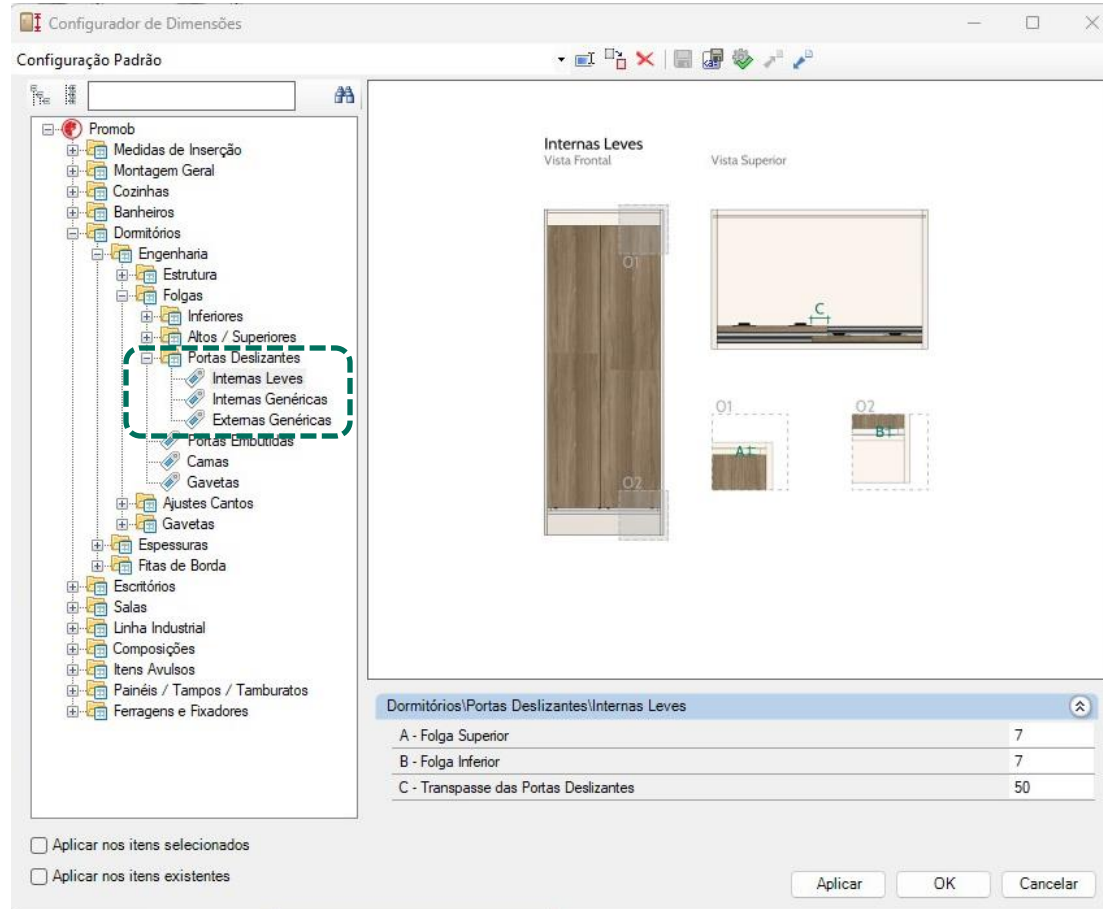 Configurador de Dimensões
Configuração Padrão
Promob
Medidas de Inserção
Montagem Geral
Cozinhas
Banheiros
Dormitórios
Engenharia
Estrutura
Folgas
Inferiores
Altos / Superiores
Portas Deslizantes
Internas Leves
Internas Genéricas
Externas Genéricas
Portas Embutidas
Camas
Gavetas
Ajustes Cantos
Gavetas
Espessuras
Fitas de Borda
Escritórios
Salas
Linha Industrial
Composições
Itens Avulsos
Painéis / Tampos / Tamburatos
Ferragens e Fixadores
Internas Leves
Vista Frontal Vista Superior
O1
C
O2
O1 O2
A
B
Dormitórios\Portas Deslizantes\Internas Leves
A - Folga Superior 7
B - Folga Inferior 7
C - Transpasse das Portas Deslizantes 50
Aplicar nos itens selecionados
Aplicar nos itens existentes
Aplicar OK Cancelar